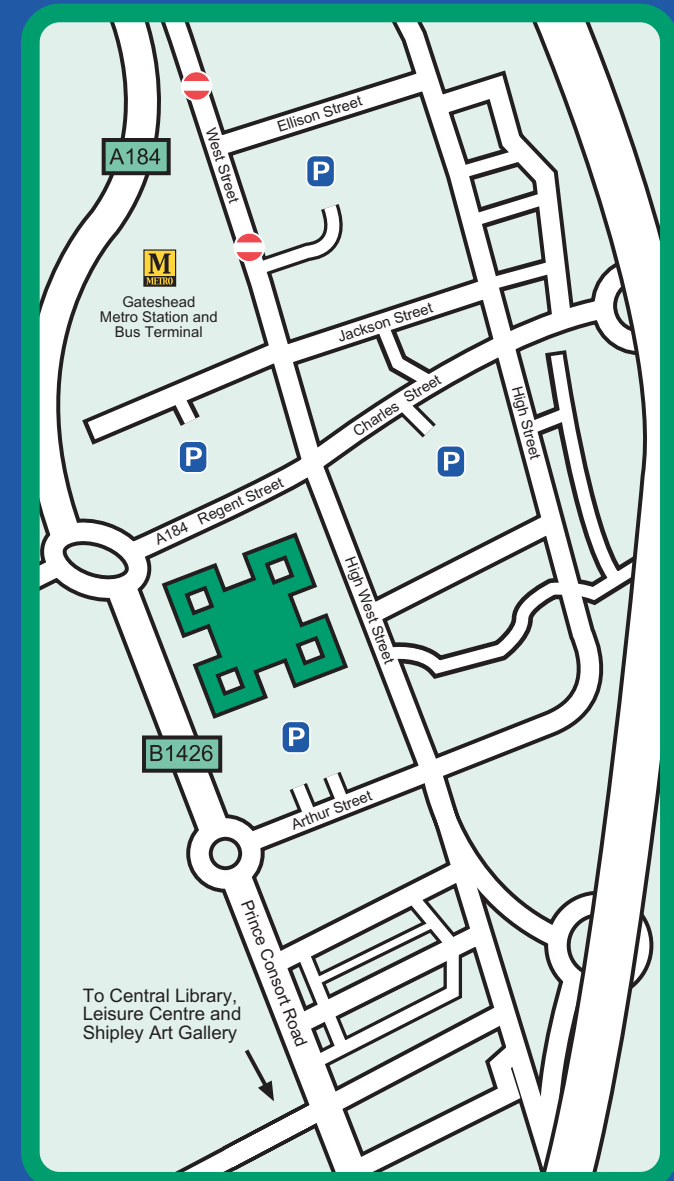 Ellison Street
West Street
A184
P
M
METRO
Gateshead
Metro Station and
Bus Terminal
Jackson Street
Charles Street
High Street
P
P
A184 Regent Street
High West Street
P
B1426
Arthur Street
Prince Consort Road
To Central Library,
Leisure Centre and
Shipley Art Gallery